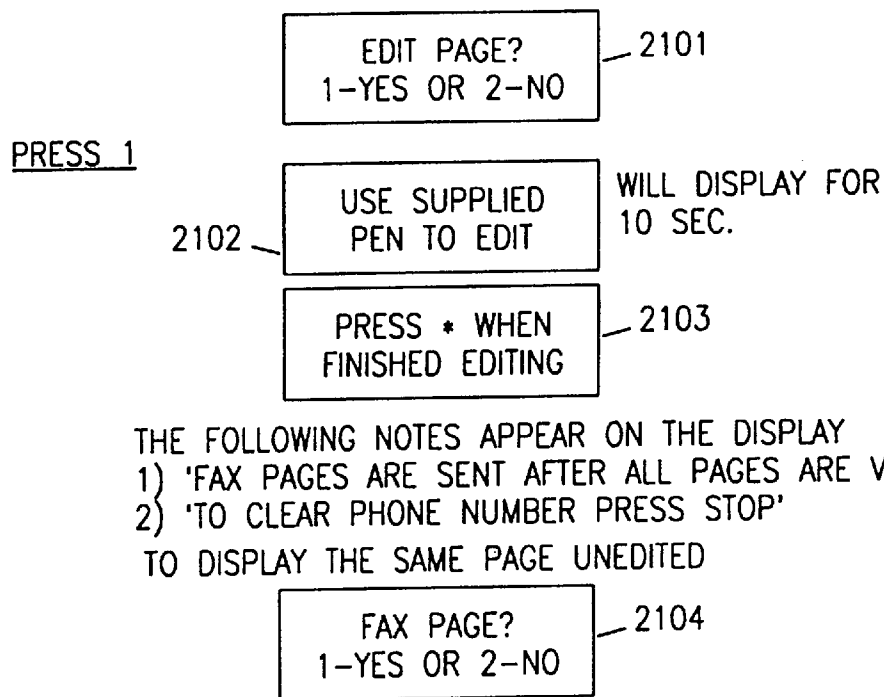 EDIT PAGE?
1-YES OR 2-NO
2101
PRESS 1
USE SUPPLIED
PEN TO EDIT
2102
WILL DISPLAY FOR
10 SEC.
PRESS * WHEN
FINISHED EDITING
2103
THE FOLLOWING NOTES APPEAR ON THE DISPLAY
1) 'FAX PAGES ARE SENT AFTER ALL PAGES ARE
2) 'TO CLEAR PHONE NUMBER PRESS STOP'
TO DISPLAY THE SAME PAGE UNEDITED
FAX PAGE?
1-YES OR 2-NO
2104